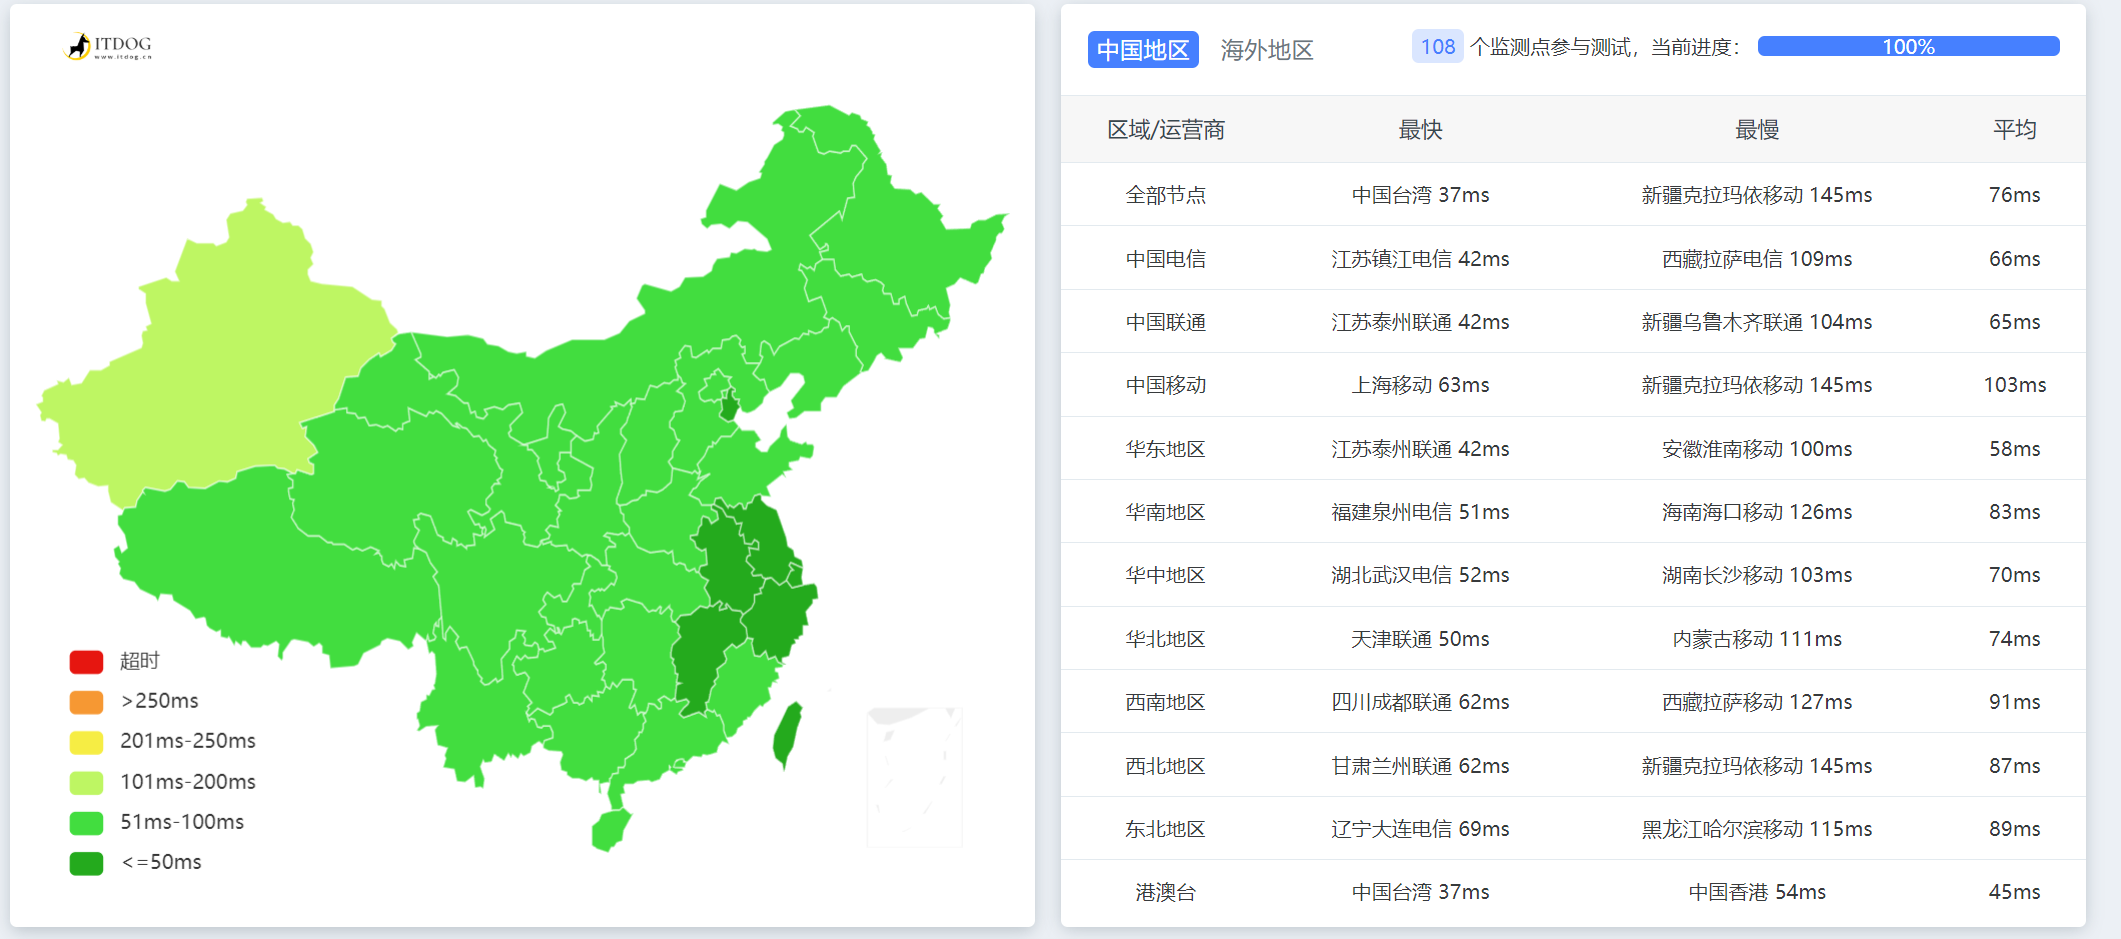 ITDOG
www.itdog.cn
超时
>250ms
201ms-250ms
101ms-200ms
51ms-100ms
<=50ms
中国地区 海外地区 108 个监测点参与测试，当前进度： 100%
区域/运营商 最快 最慢 平均
全部节点 中国台湾 37ms 新疆克拉玛依移动 145ms 76ms
中国电信 江苏镇江电信 42ms 西藏拉萨电信 109ms 66ms
中国联通 江苏泰州联通 42ms 新疆乌鲁木齐联通 104ms 65ms
中国移动 上海移动 63ms 新疆克拉玛依移动 145ms 103ms
华东地区 江苏泰州联通 42ms 安徽淮南移动 100ms 58ms
华南地区 福建泉州电信 51ms 海南海口移动 126ms 83ms
华中地区 湖北武汉电信 52ms 湖南长沙移动 103ms 70ms
华北地区 天津联通 50ms 内蒙古移动 111ms 74ms
西南地区 四川成都联通 62ms 西藏拉萨移动 127ms 91ms
西北地区 甘肃兰州联通 62ms 新疆克拉玛依移动 145ms 87ms
东北地区 辽宁大连电信 69ms 黑龙江哈尔滨移动 115ms 89ms
港澳台 中国台湾 37ms 中国香港 54ms 45ms